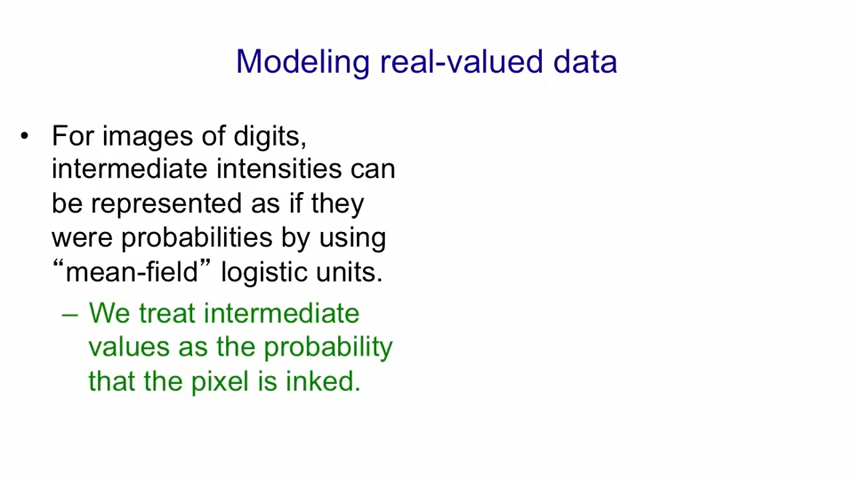 Modeling real-valued data
• For images of digits,
intermediate intensities can
be represented as if they
were probabilities by using
“mean-field” logistic units.
– We treat intermediate
values as the probability
that the pixel is inked.